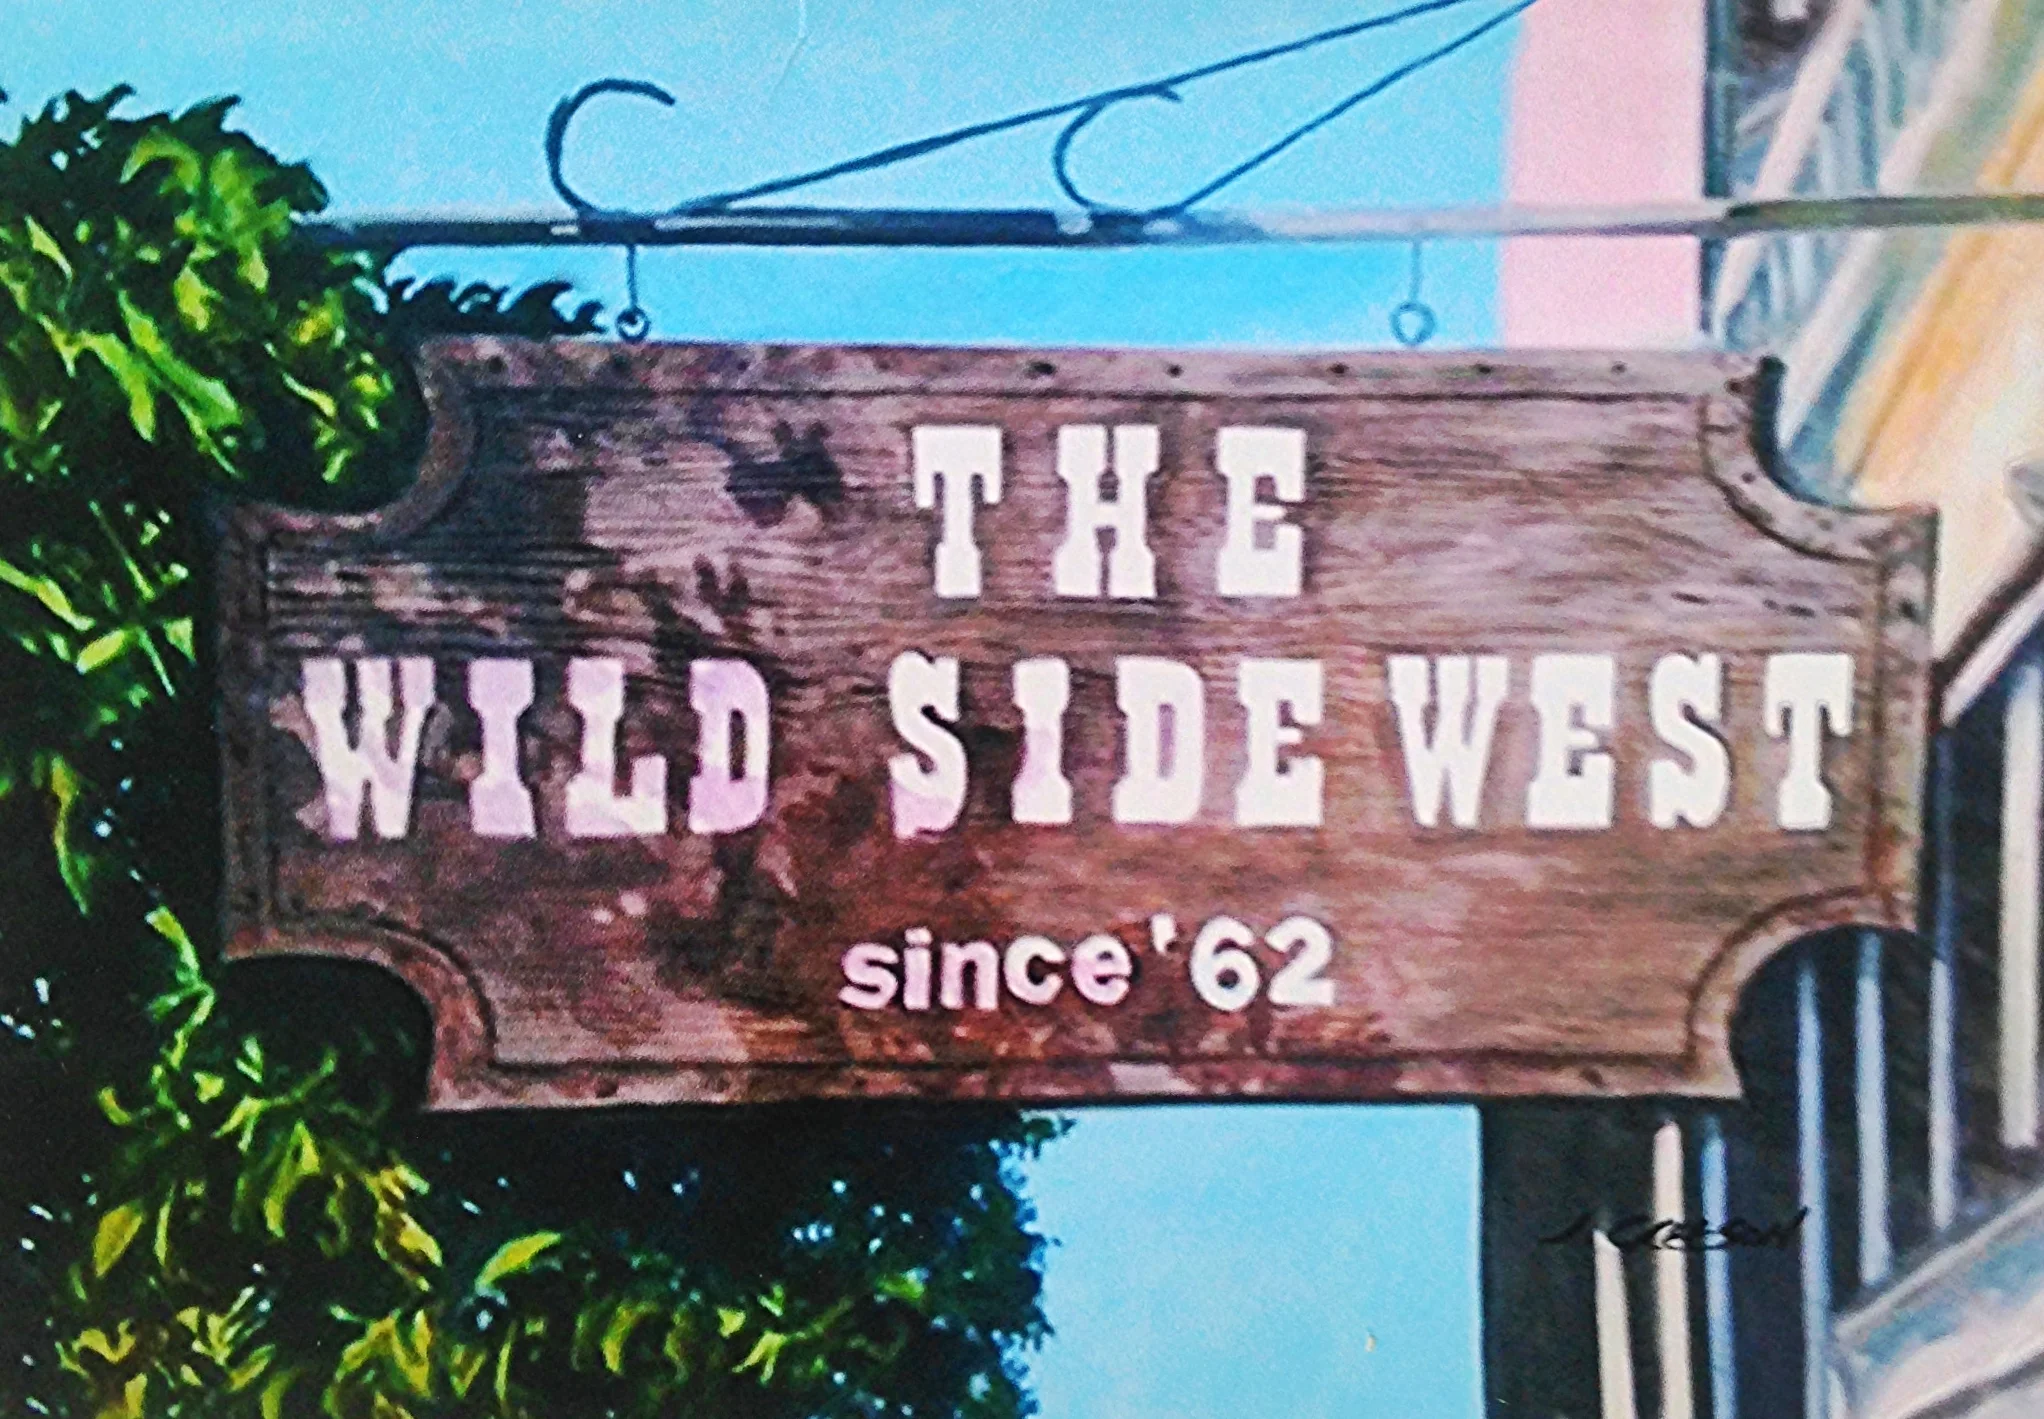 THE
WILD SIDE WEST
since '62